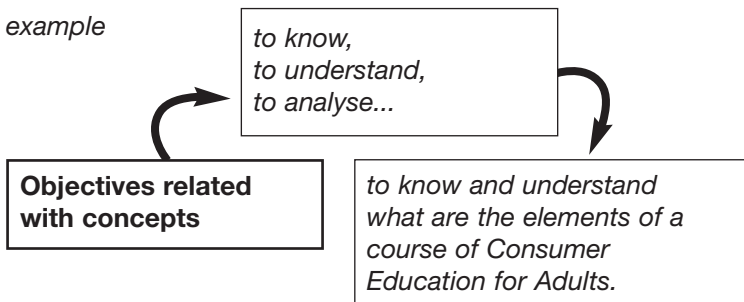 example
to know,
to understand,
to analyse...
Objectives related
with concepts
to know and understand
what are the elements of a
course of Consumer
Education for Adults.